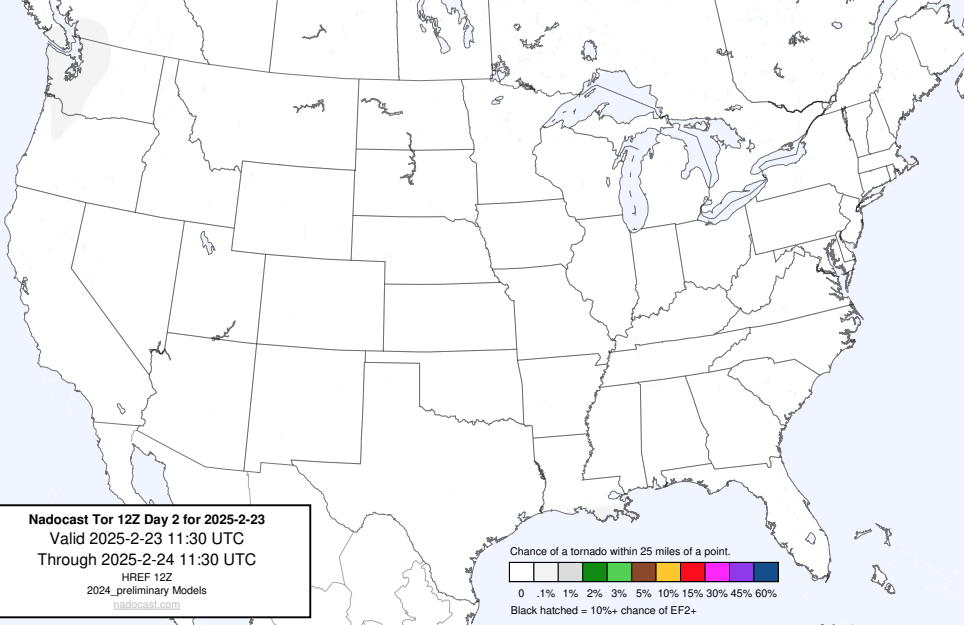 Nadocast Tor 12Z Day 2 for 2025-2-23
Valid 2025-2-23 11:30 UTC
Through 2025-2-24 11:30 UTC
HREF 12Z
2024_preliminary Models
nadocast.com
Chance of a tornado within 25 miles of a point.
0 .1% 1% 2% 3% 5% 10% 15% 30% 45% 60%
Black hatched = 10%+ chance of EF2+